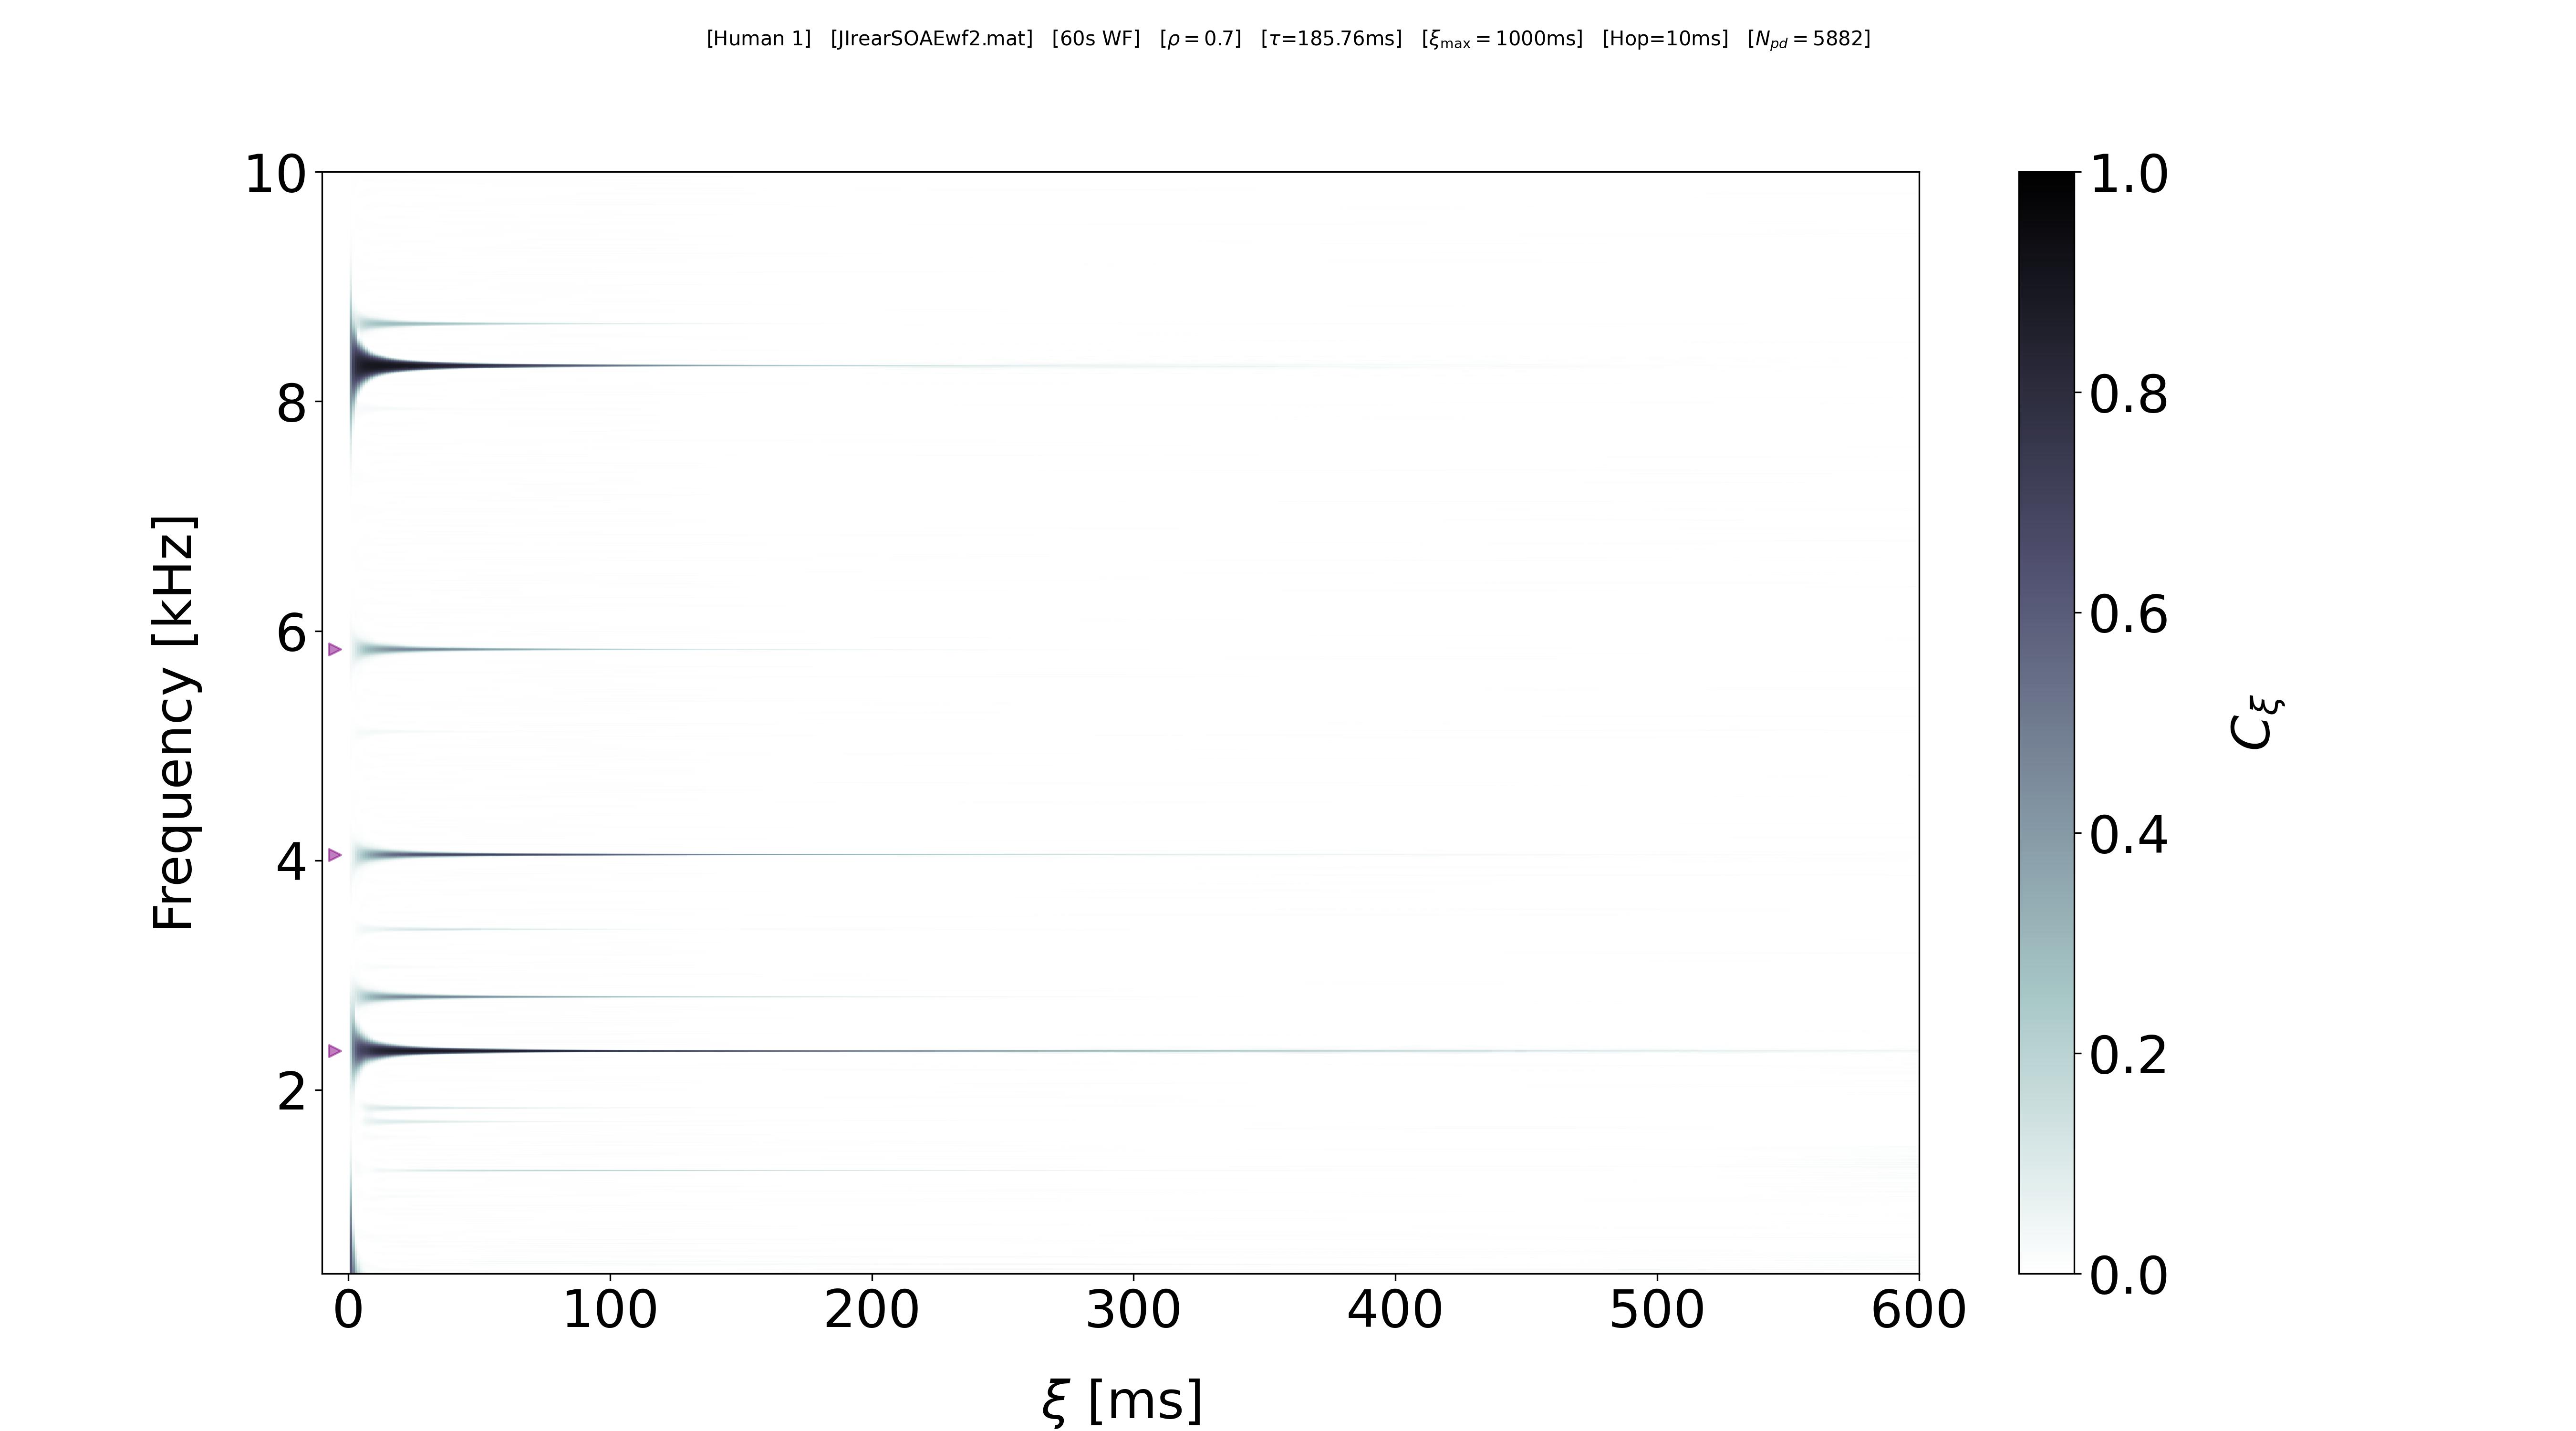 [Human 1] [JIrearSOAEwf2.mat] [60s WF] [ρ = 0.7] [τ=185.76ms] [ξmax = 1000ms] [Hop=10ms] [Npd = 5882]
10
8
6
4
2
Frequency [kHz]
0 100 200 300 400 500 600
ξ [ms]
1.0
0.8
0.6
0.4
0.2
0.0
Cξ